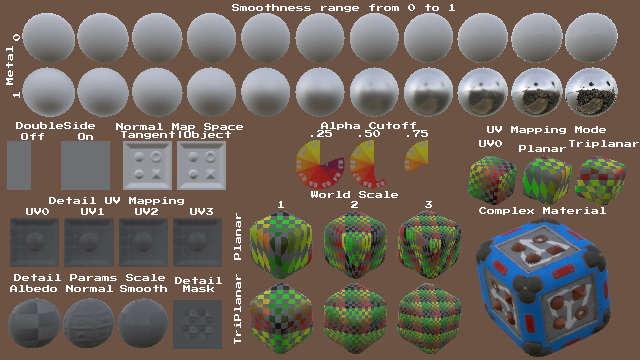 Smoothness range from 0 to 1
Metal 0 1
DoubleSide
Off On
Normal Map Space
Tangent|Object
Alpha Cutoff
.25 .50 .75
UV Mapping Mode
UV0 Planar Triplanar
Detail UV Mapping
UV0 UV1 UV2 UV3
World Scale
1 2 3
Planar
TriPlanar
Complex Material
Detail Params Scale
Albedo Normal Smooth
Detail
Mask